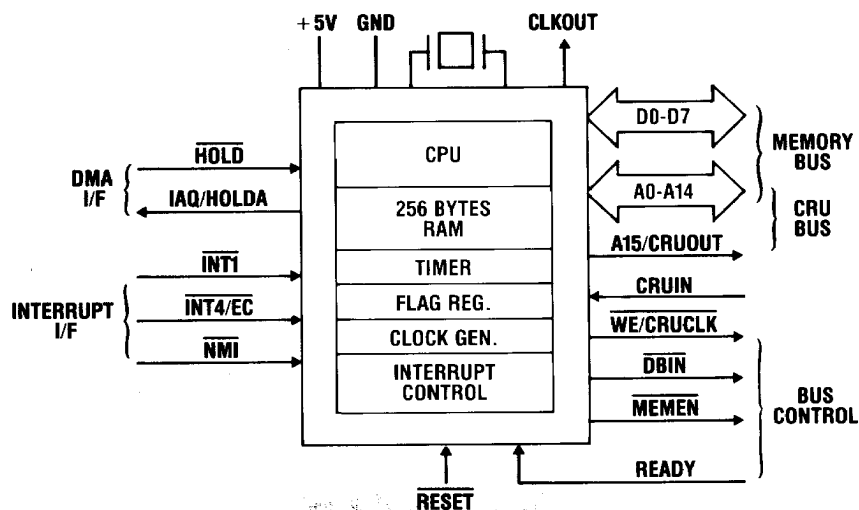 +5V GND CLKOUT
D0-D7
MEMORY
BUS
CPU
HOLD
DMA
I/F
IAQ/HOLDA
256 BYTES
RAM
A0-A14
CRU
BUS
A15/CRUOUT
INT1
TIMER
CRUIN
INTERRUPT
I/F
INT4/EC
FLAG REG.
WE/CRUCLK
CLOCK GEN.
NMI
INTERRUPT
CONTROL
DBIN
BUS
CONTROL
MEMEN
READY
RESET